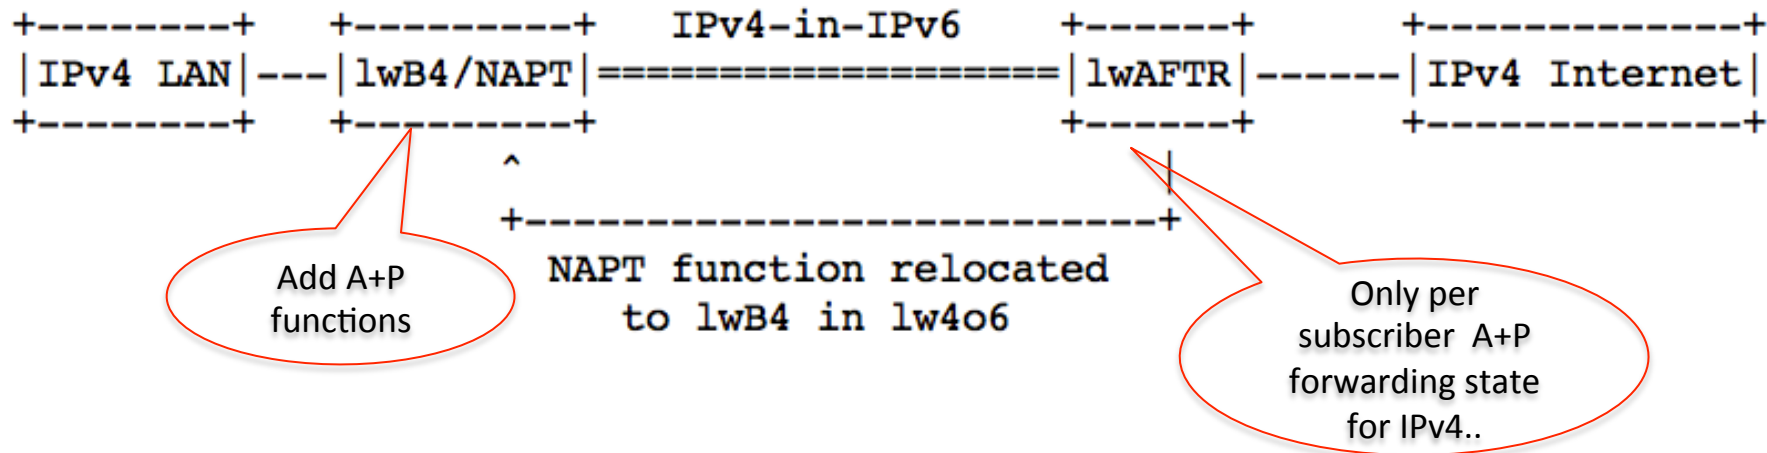 +--------+   +---------+   IPv4-in-IPv6   +------+      +-------------+
|IPv4 LAN|---|lwB4/NAPT|===================|lwAFTR|------|IPv4 Internet|
+--------+   +---------+                  +------+      +-------------+
^ |
+---------------------------+
NAPT function relocated
to lwB4 in lw4o6
Add A+P
functions
Only per
subscriber A+P
forwarding state
for IPv4..